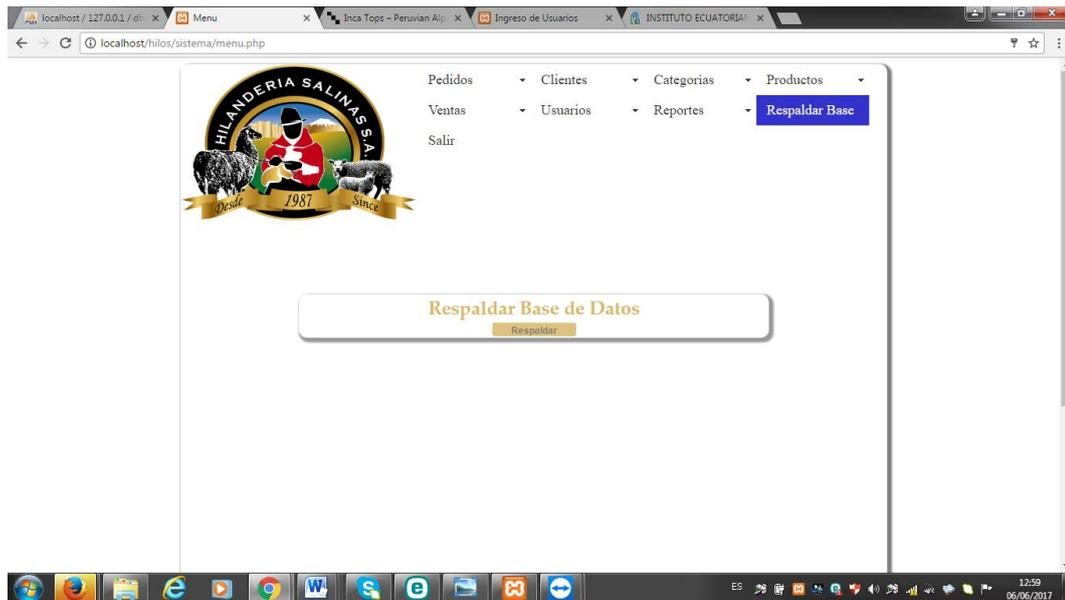 localhost / 127.0.0.1 / db
Menu
Inca Tops – Peruvian Alp
Ingreso de Usuarios
INSTITUTO ECUATORIAN
localhost/hilos/sistema/menu.php
HILANDERIA SALINAS S.A.
Desde 1987 Since
Pedidos Clientes Categorias Productos
Ventas Usuarios Reportes Respaldar Base
Salir
Respaldar Base de Datos
Respaldar
ES
12:59
06/06/2017